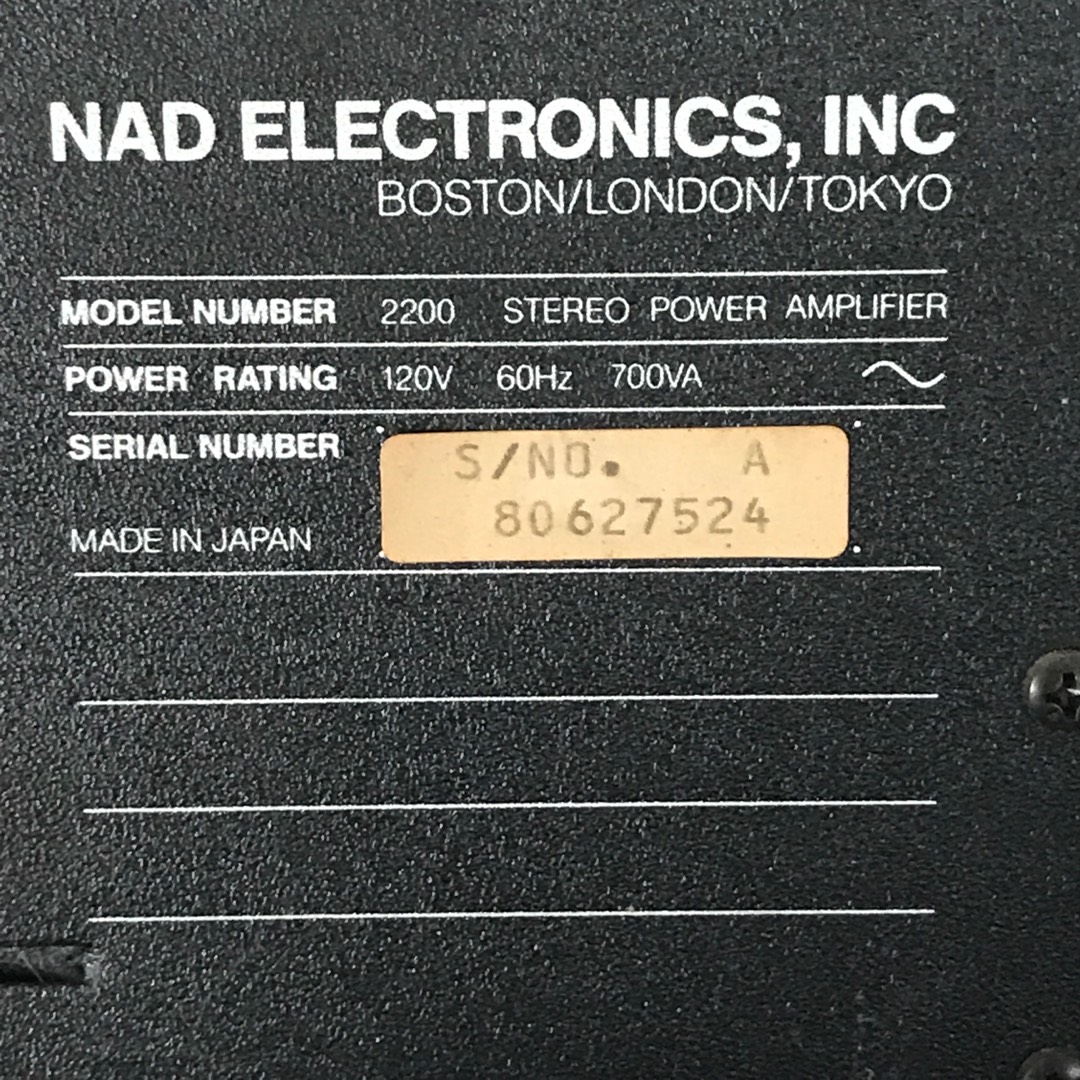 NAD ELECTRONICS, INC
BOSTON/LONDON/TOKYO
MODEL NUMBER 2200 STEREO POWER AMPLIFIER
POWER RATING 120V 60Hz 700VA
SERIAL NUMBER S/NO. A
80627524
MADE IN JAPAN